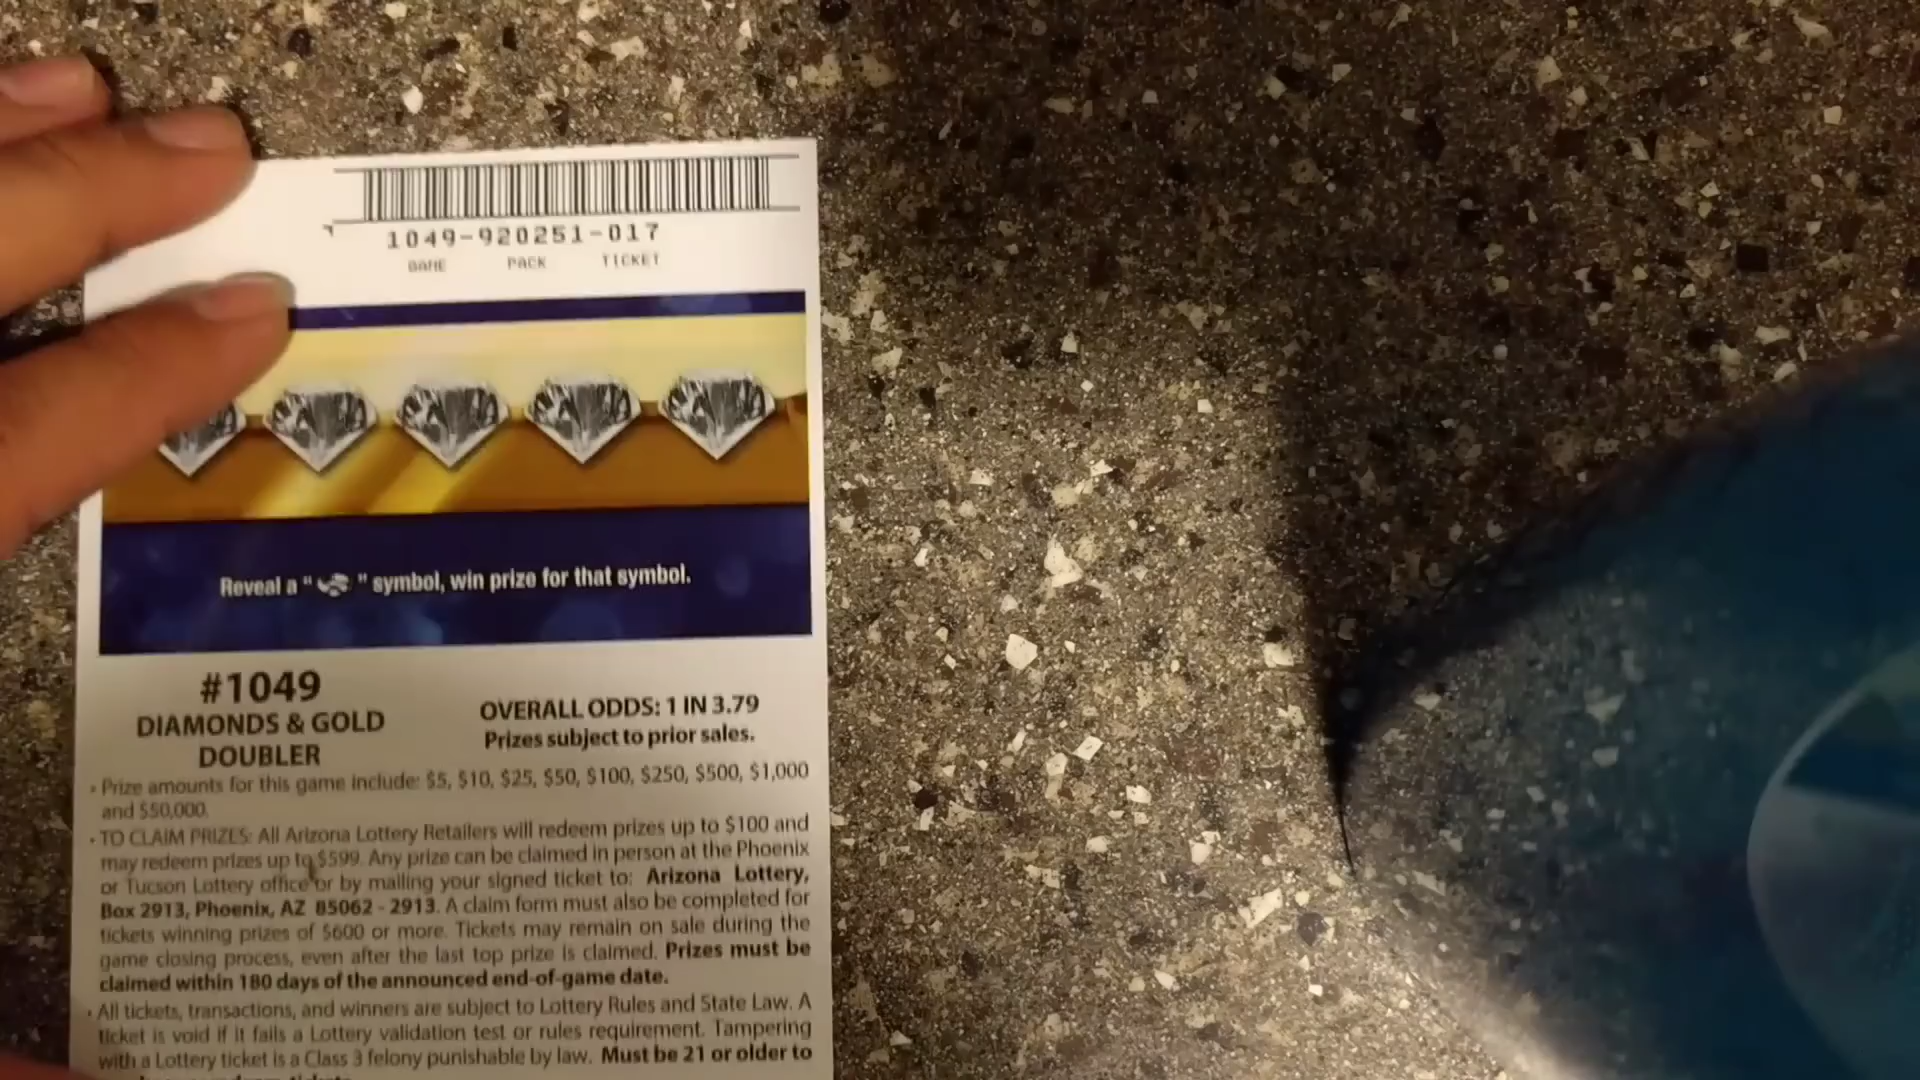 1049-920251-017
GAME PACK TICKET
Reveal a " " symbol, win prize for that symbol.
#1049
DIAMONDS & GOLD
DOUBLER
OVERALL ODDS: 1 IN 3.79
Prizes subject to prior sales.
• Prize amounts for this game include: $5, $10, $25, $50, $100, $250, $500, $1,000
and $50,000.
• TO CLAIM PRIZES: All Arizona Lottery Retailers will redeem prizes up to $100 and
may redeem prizes up to $599. Any prize can be claimed in person at the Phoenix
or Tucson Lottery office or by mailing your signed ticket to: Arizona Lottery,
Box 2913, Phoenix, AZ 85062 - 2913. A claim form must also be completed for
tickets winning prizes of $600 or more. Tickets may remain on sale during the
game closing process, even after the last top prize is claimed. Prizes must be
claimed within 180 days of the announced end-of-game date.
• All tickets, transactions, and winners are subject to Lottery Rules and State Law. A
ticket is void if it fails a Lottery validation test or rules requirement. Tampering
with a Lottery ticket is a Class 3 felony punishable by law. Must be 21 or older to